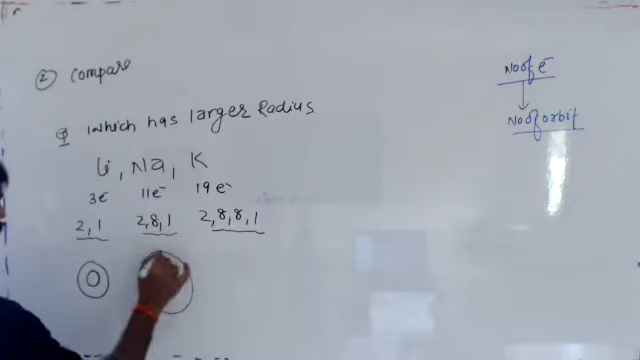 ② Compare
Q Which has larger Radius
Li, Na, K
3e⁻ 11e⁻ 19e⁻
2,1 2,8,1 2,8,8,1
No of e⁻
No of orbit